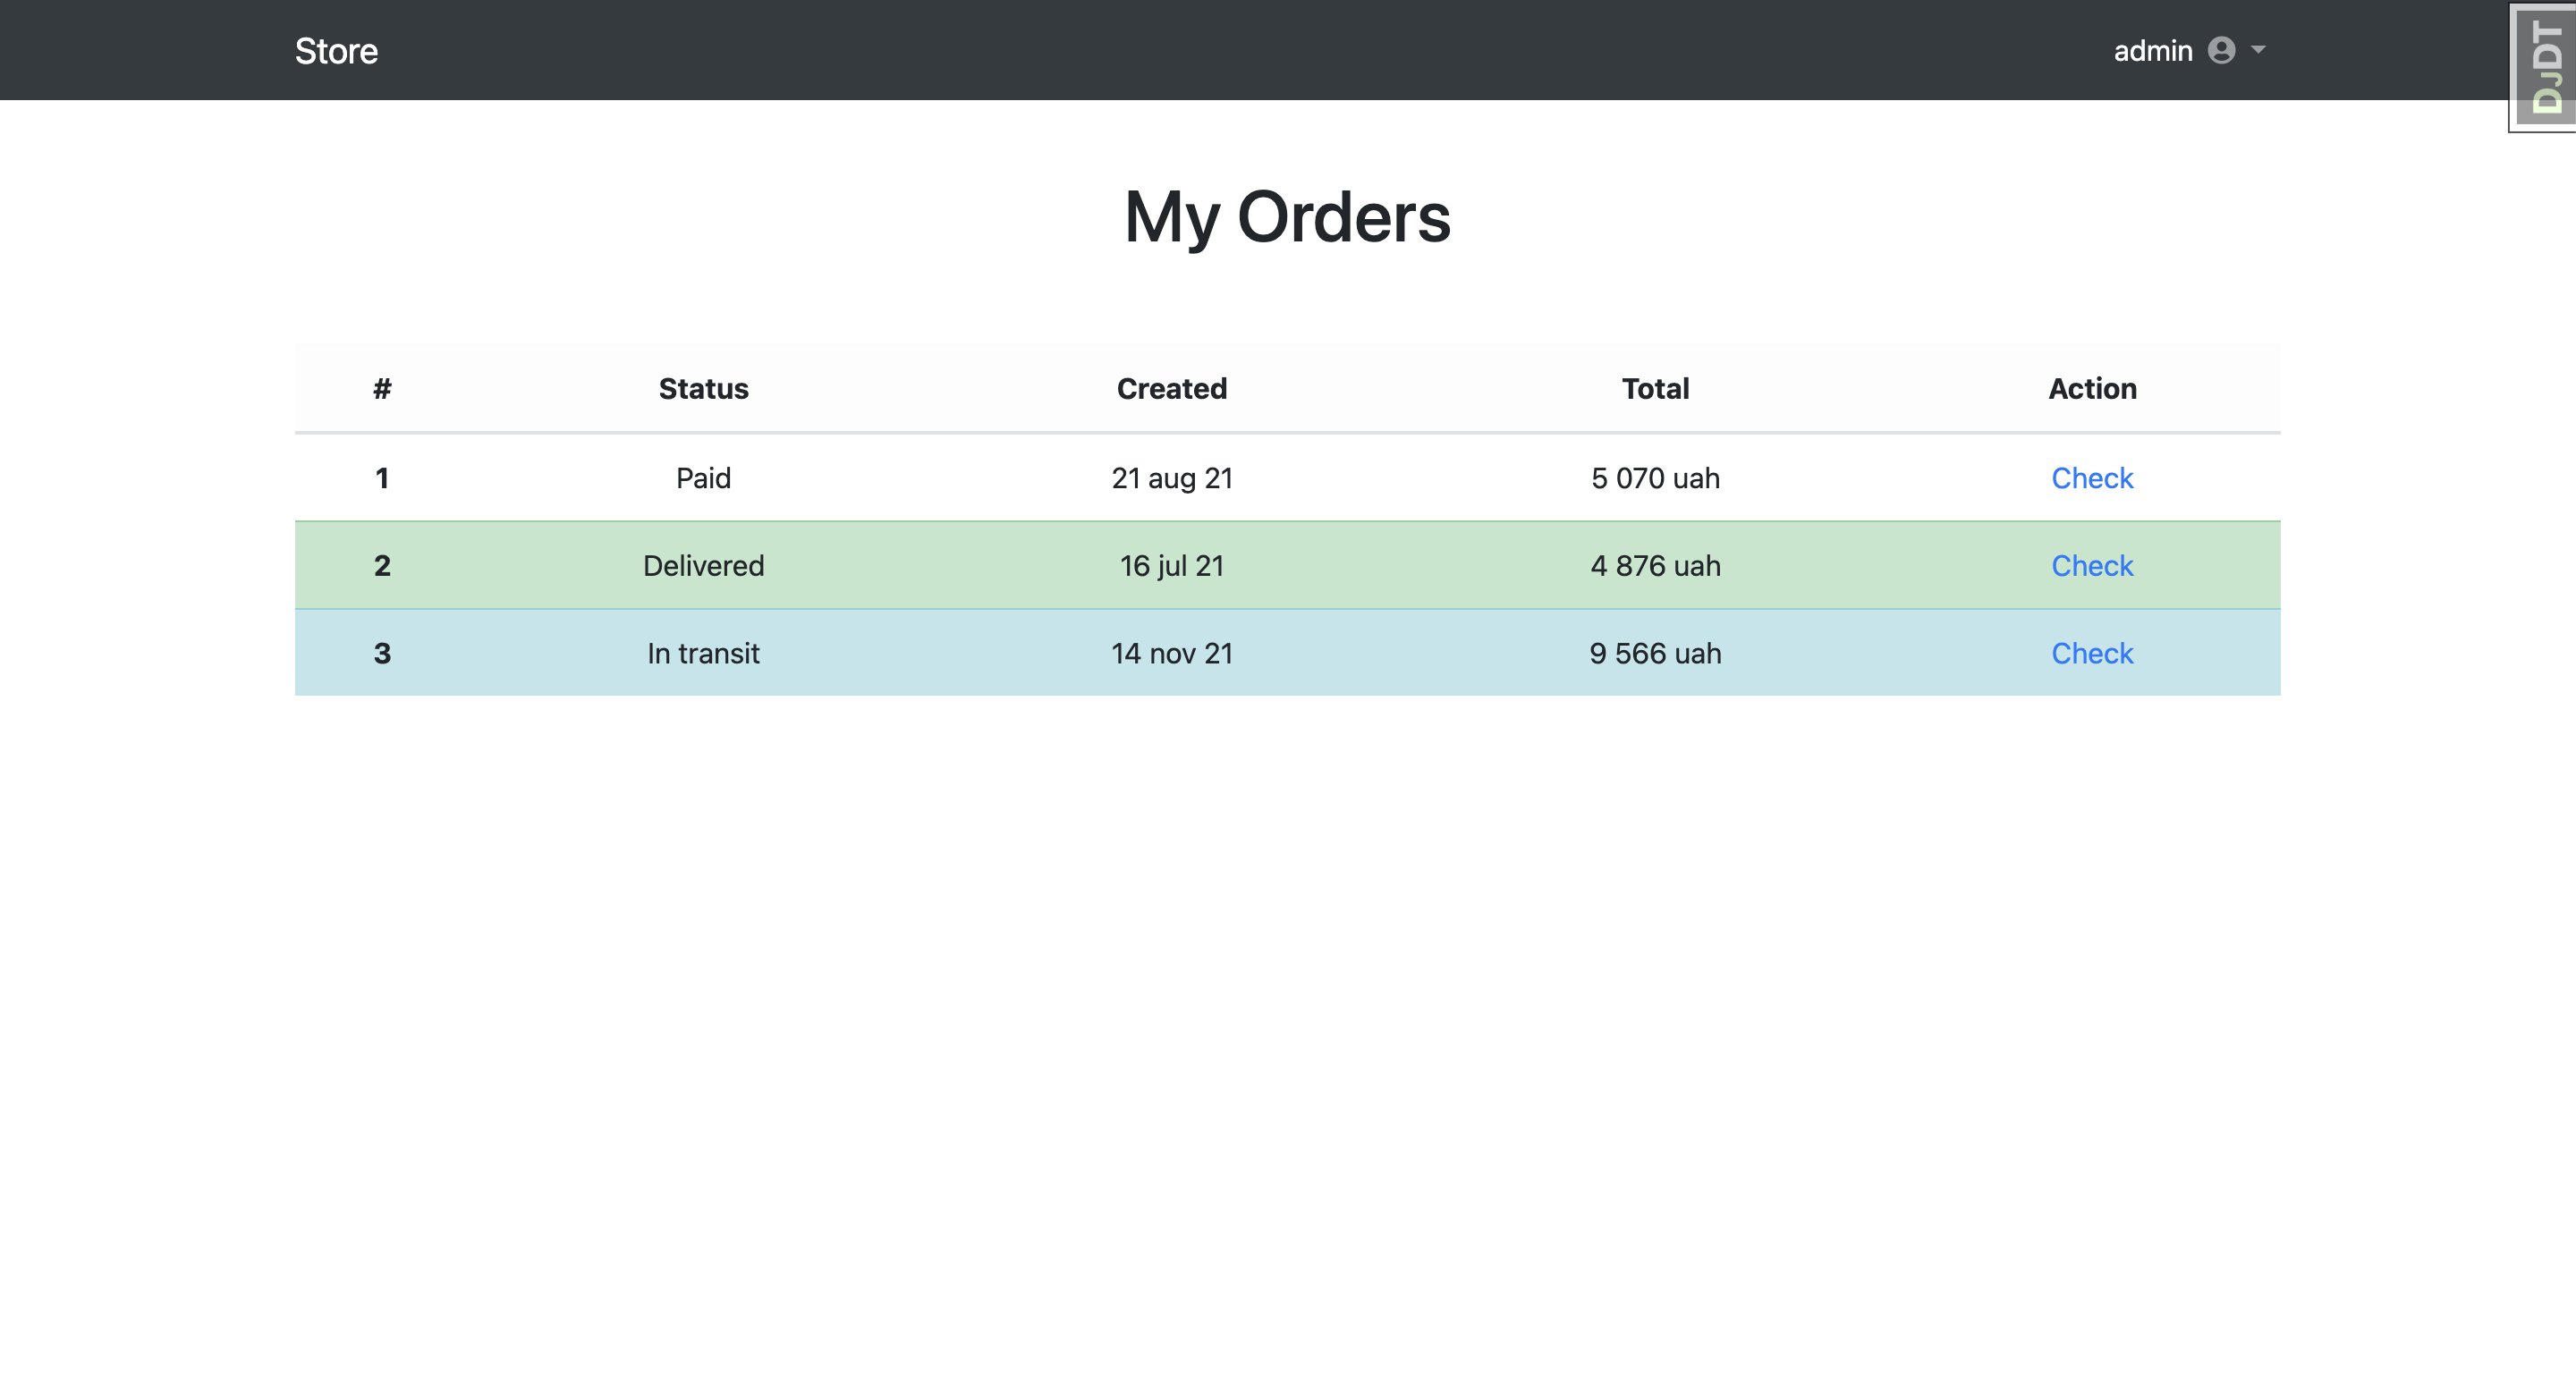 Store
admin
DJDT
My Orders
# Status Created Total Action
1 Paid 21 aug 21 5 070 uah Check
2 Delivered 16 jul 21 4 876 uah Check
3 In transit 14 nov 21 9 566 uah Check